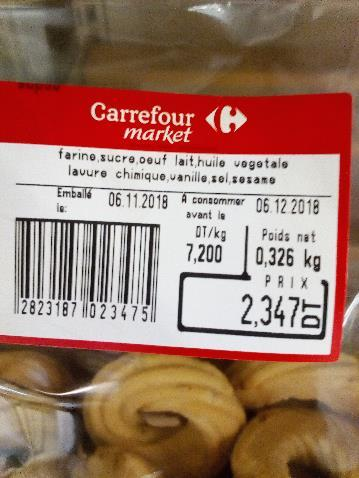 Carrefour
market
farine,sucre,oeuf lait,huile vegetale
lavure chimique,vanille,sel,sesame
Emballé le: 06.11.2018 A consommer avant le 06.12.2018
DT/kg Poids net
7,200 0,326 kg
PRIX
2,347 DT
2823187 023475